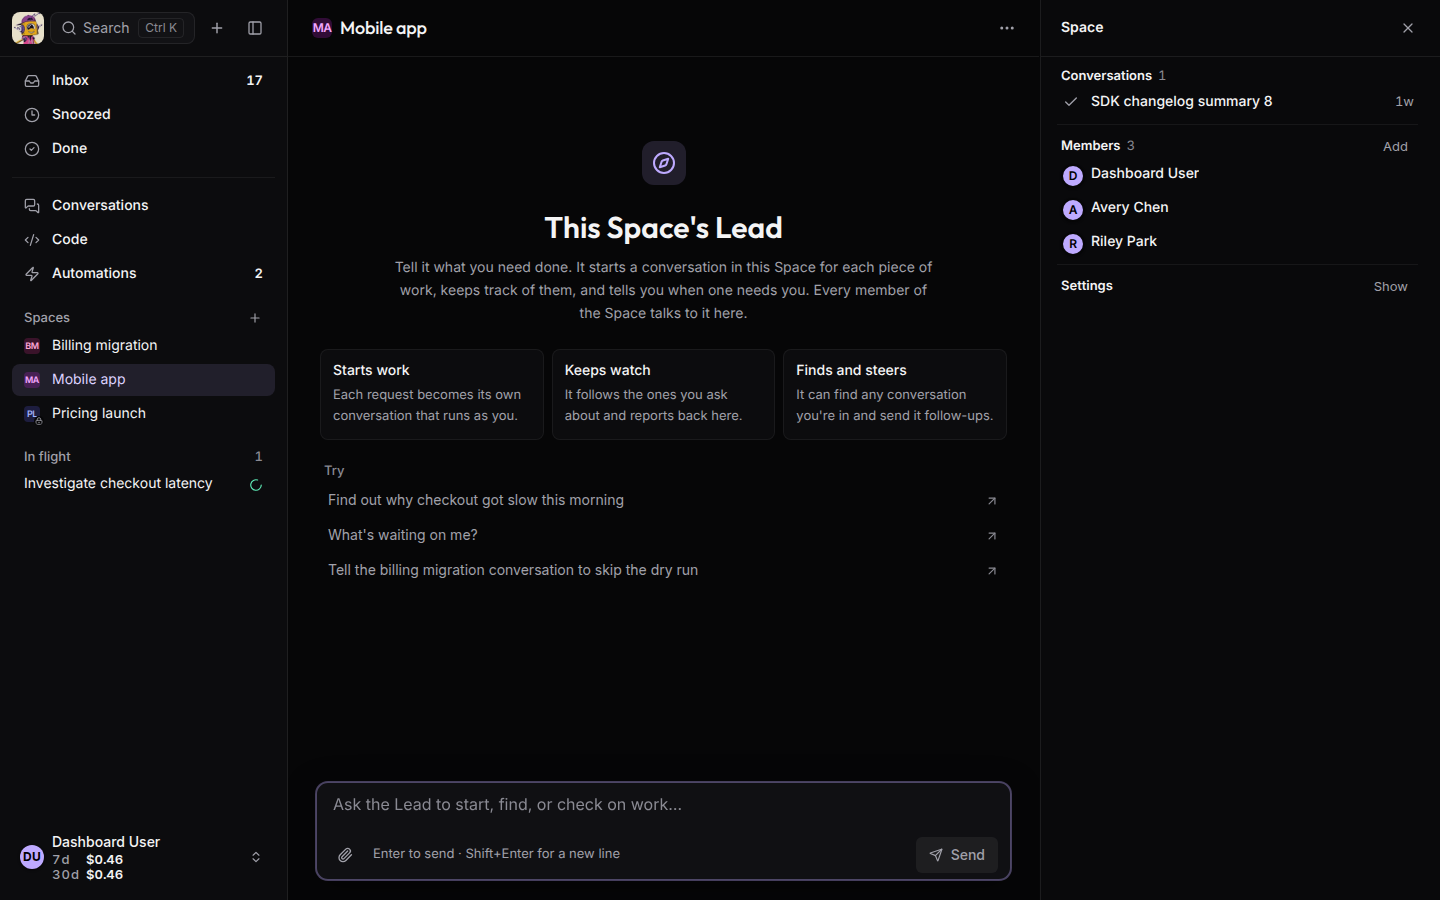 Search Ctrl K
Inbox 17
Snoozed
Done
Conversations
Code
Automations 2
Spaces
BM Billing migration
MA Mobile app
PL Pricing launch
In flight 1
Investigate checkout latency
DU Dashboard User
7d $0.46
30d $0.46
MA Mobile app
This Space's Lead
Tell it what you need done. It starts a conversation in this Space for each piece of
work, keeps track of them, and tells you when one needs you. Every member of
the Space talks to it here.
Starts work
Each request becomes its own
conversation that runs as you.
Keeps watch
It follows the ones you ask
about and reports back here.
Finds and steers
It can find any conversation
you're in and send it follow-ups.
Try
Find out why checkout got slow this morning
What's waiting on me?
Tell the billing migration conversation to skip the dry run
Ask the Lead to start, find, or check on work...
Enter to send · Shift+Enter for a new line
Send
Space
Conversations 1
SDK changelog summary 8 1w
Members 3 Add
D Dashboard User
A Avery Chen
R Riley Park
Settings Show